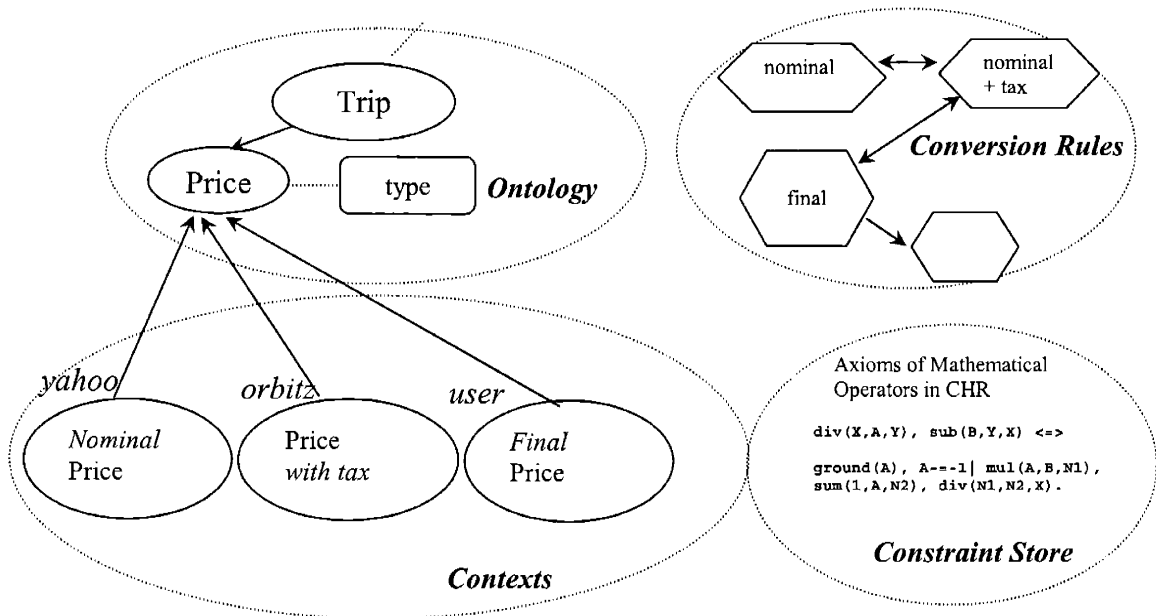 Trip
Price
type
Ontology
nominal
nominal
+ tax
Conversion Rules
final
yahoo
orbitz
user
Nominal
Price
Price
with tax
Final
Price
Contexts
Axioms of Mathematical
Operators in CHR
div(X,A,Y), sub(B,Y,X) <=>
ground(A), A-=-1| mul(A,B,N1),
sum(1,A,N2), div(N1,N2,X).
Constraint Store